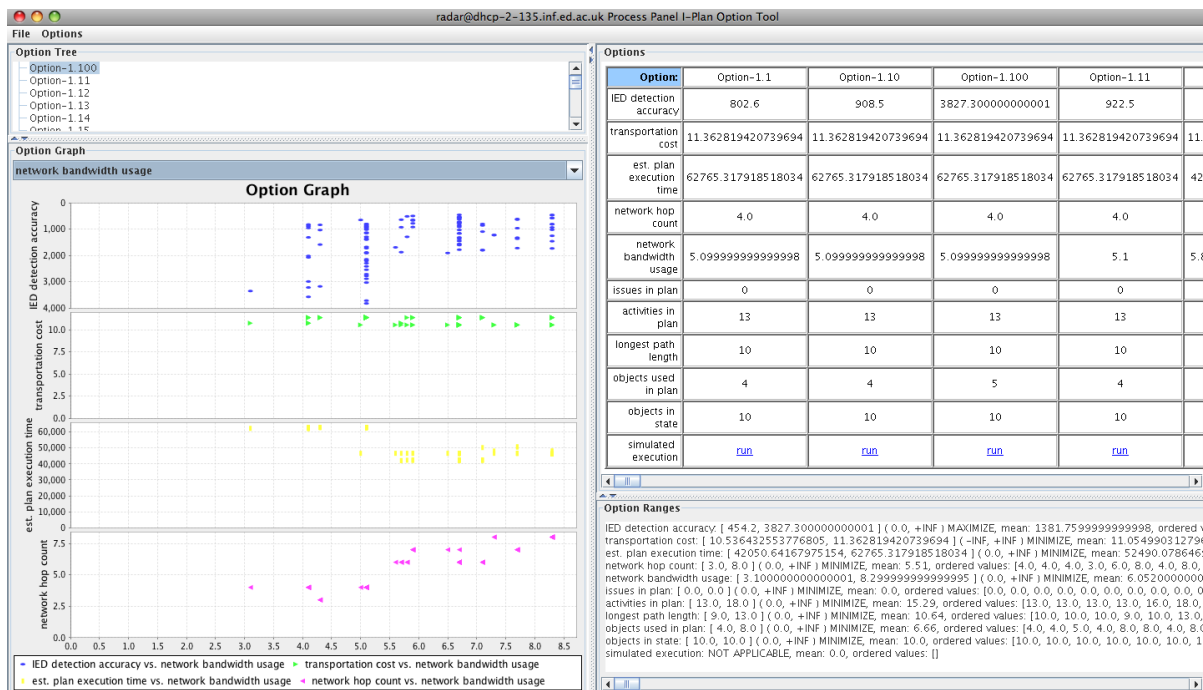 radar@dhcp-2-135.inf.ed.ac.uk Process Panel I-Plan Option Tool
File Options
Option Tree
Option-1.100
Option-1.11
Option-1.12
Option-1.13
Option-1.14
Option-1.15
Option Graph
network bandwidth usage
Option Graph
IED detection accuracy
0
1,000
2,000
3,000
4,000
transportation cost
10.0
7.5
5.0
2.5
0.0
est. plan execution time
60,000
50,000
40,000
30,000
20,000
10,000
0
network hop count
7.5
5.0
2.5
0.0 0.5 1.0 1.5 2.0 2.5 3.0 3.5 4.0 4.5 5.0 5.5 6.0 6.5 7.0 7.5 8.0 8.5
IED detection accuracy vs. network bandwidth usage transportation cost vs. network bandwidth usage
est. plan execution time vs. network bandwidth usage network hop count vs. network bandwidth usage
Options
Option: Option-1.1 Option-1.10 Option-1.100 Option-1.11
IED detection accuracy 802.6 908.5 3827.300000000001 922.5
transportation cost 11.362819420739694 11.362819420739694 11.362819420739694 11.362819420739694 11.
est. plan execution time 62765.317918518034 62765.317918518034 62765.317918518034 62765.317918518034 42
network hop count 4.0 4.0 4.0 4.0
network bandwidth usage 5.099999999999998 5.099999999999998 5.099999999999998 5.1 5.8
issues in plan 0 0 0 0
activities in plan 13 13 13 13
longest path length 10 10 10 10
objects used in plan 4 4 5 4
objects in state 10 10 10 10
simulated execution run run run run
Option Ranges
IED detection accuracy: [ 454.2, 3827.300000000001 ] ( 0.0, +INF ) MAXIMIZE, mean: 1381.7599999999998, ordered v
transportation cost: [ 10.536432553776805, 11.362819420739694 ] ( -INF, +INF ) MINIMIZE, mean: 11.05499031279
est. plan execution time: [ 42050.64167975154, 62765.317918518034 ] ( 0.0, +INF ) MINIMIZE, mean: 52490.0786465
network hop count: [ 3.0, 8.0 ] ( 0.0, +INF ) MINIMIZE, mean: 5.51, ordered values: [4.0, 4.0, 4.0, 3.0, 6.0, 8.0, 4.0, 8.0,
network bandwidth usage: [ 3.100000000000001, 8.299999999999995 ] ( 0.0, +INF ) MINIMIZE, mean: 6.0520000000
issues in plan: [ 0.0, 0.0 ] ( 0.0, +INF ) MINIMIZE, mean: 0.0, ordered values: [0.0, 0.0, 0.0, 0.0, 0.0, 0.0, 0.0, 0.0, 0.0, 0
activities in plan: [ 13.0, 18.0 ] ( 0.0, +INF ) MINIMIZE, mean: 15.29, ordered values: [13.0, 13.0, 13.0, 13.0, 16.0, 18.0,
longest path length: [ 9.0, 13.0 ] ( 0.0, +INF ) MINIMIZE, mean: 10.64, ordered values: [10.0, 10.0, 10.0, 9.0, 10.0, 13.0,
objects used in plan: [ 4.0, 8.0 ] ( 0.0, +INF ) MINIMIZE, mean: 6.66, ordered values: [4.0, 4.0, 5.0, 4.0, 8.0, 8.0, 4.0, 8.0
objects in state: [ 10.0, 10.0 ] ( 0.0, +INF ) MINIMIZE, mean: 10.0, ordered values: [10.0, 10.0, 10.0, 10.0, 10.0, 10.0, 1
simulated execution: NOT APPLICABLE, mean: 0.0, ordered values: []